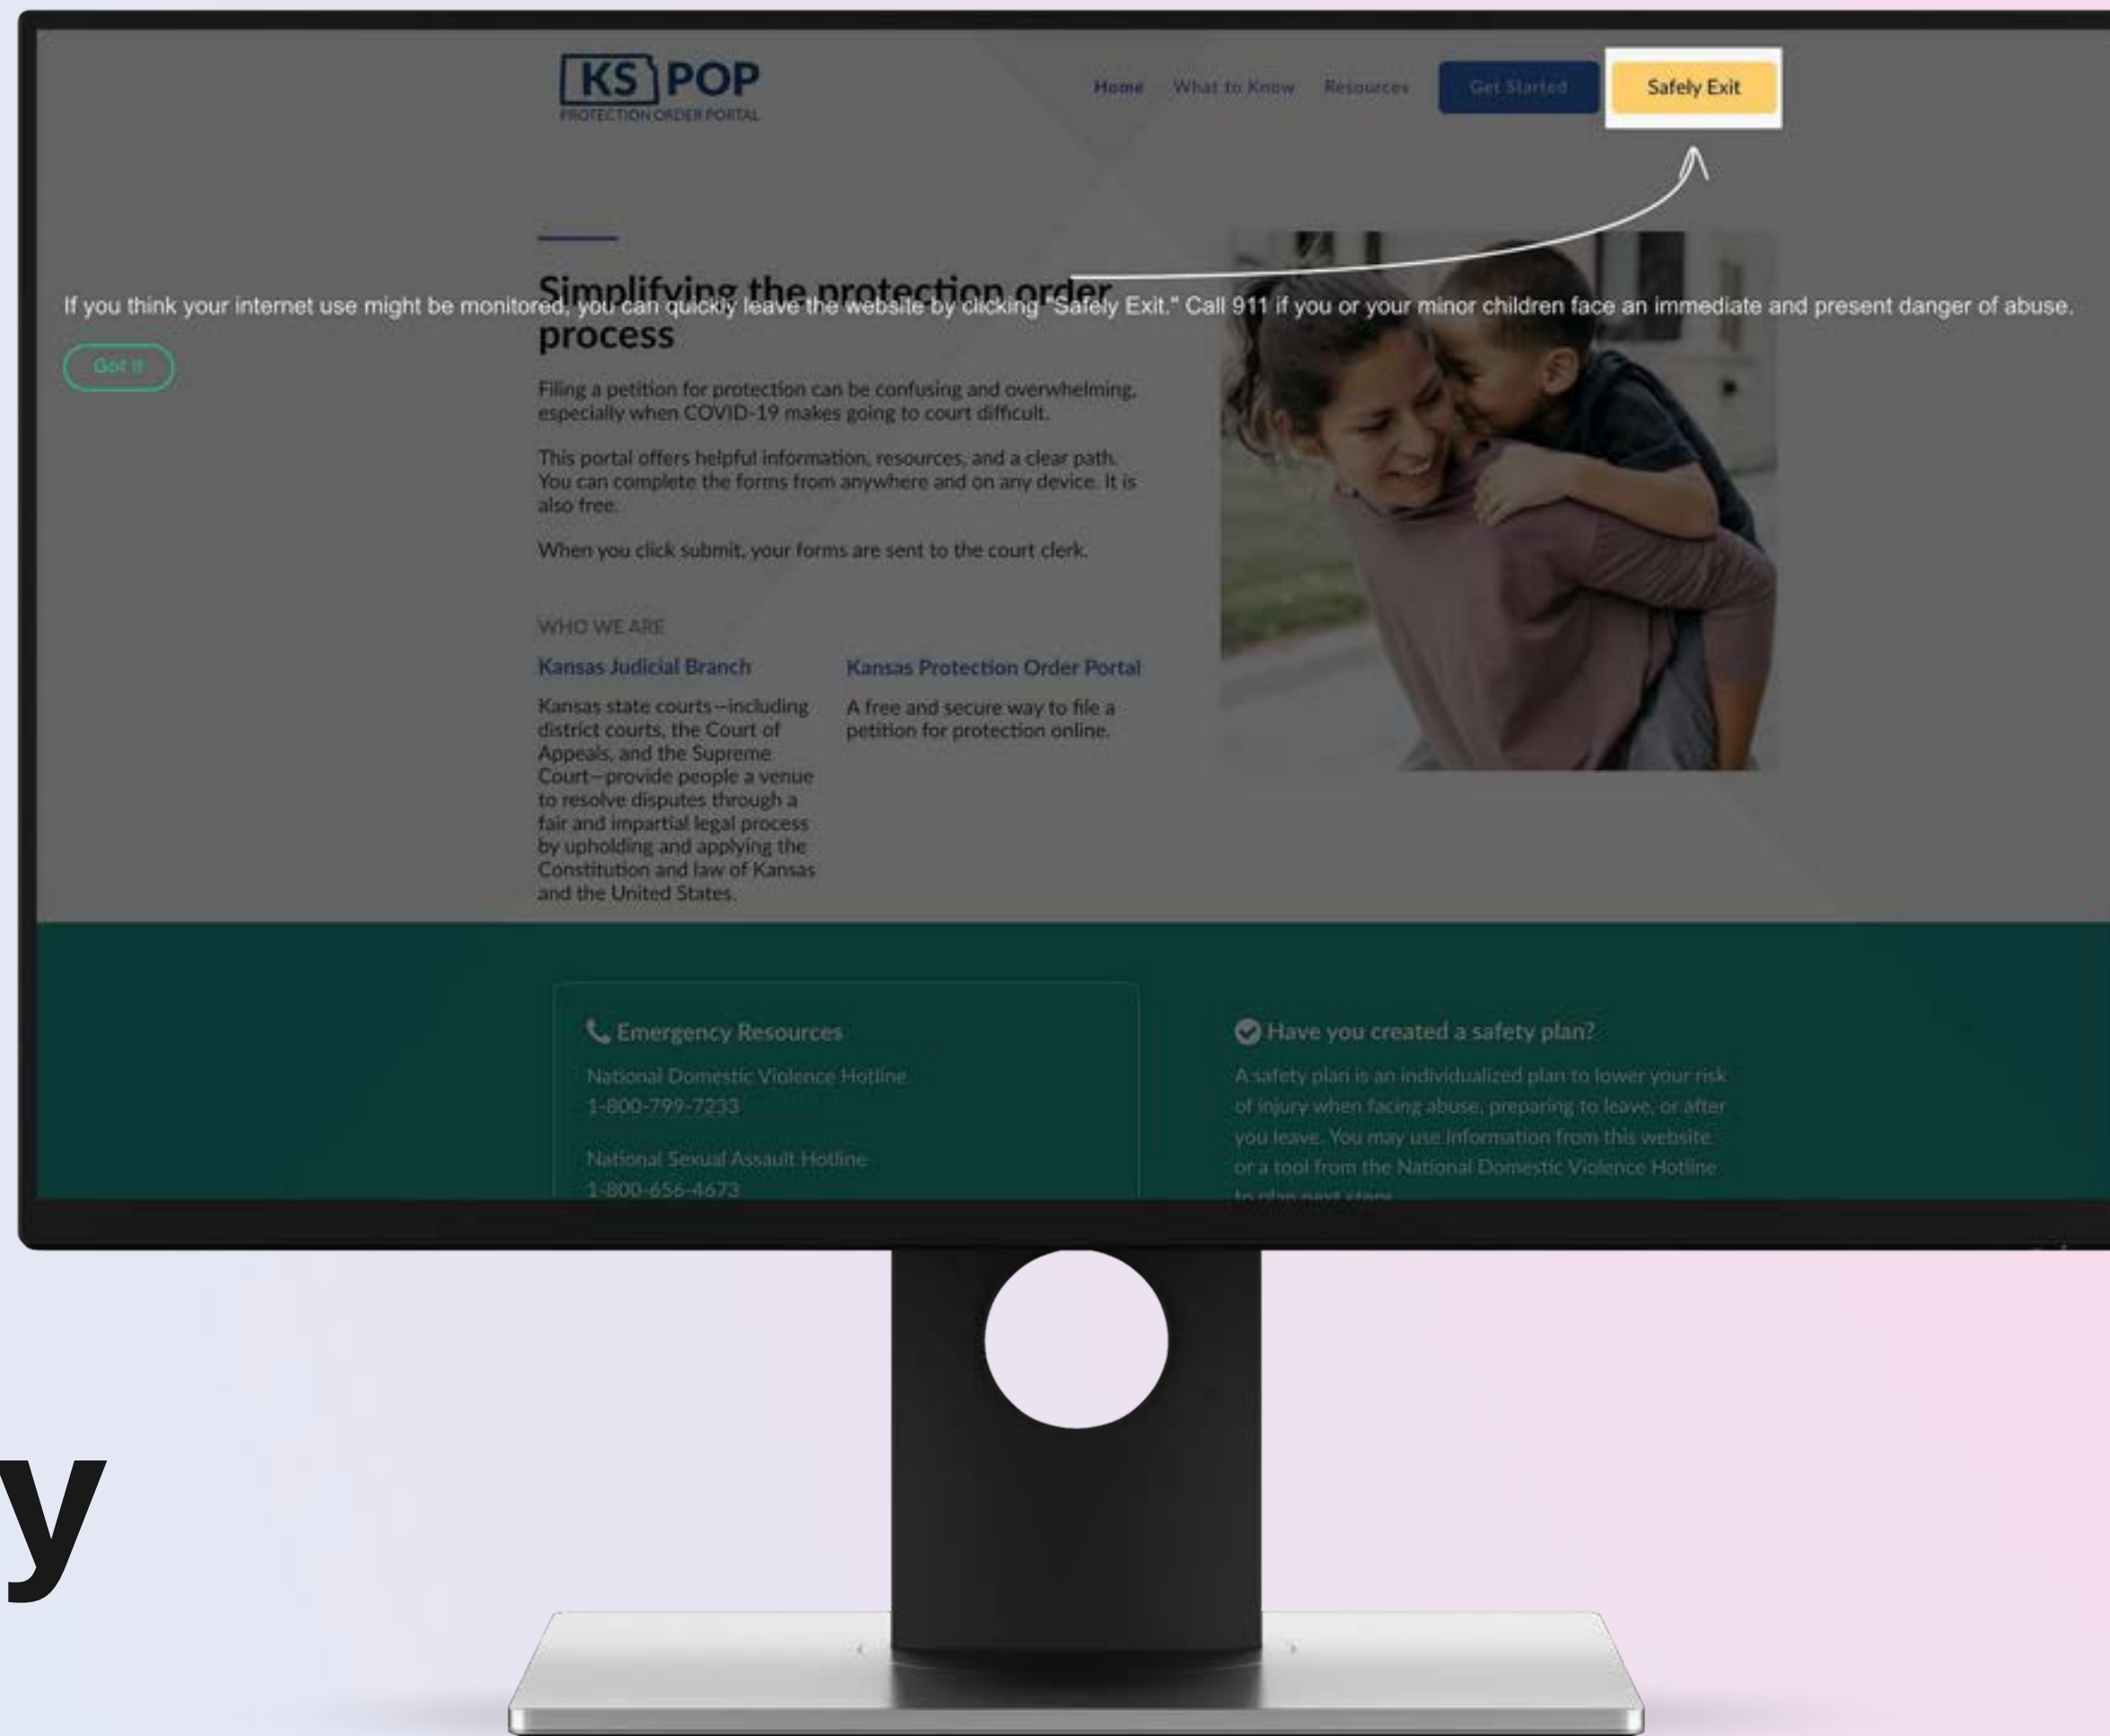 KS POP
PROTECTION ORDER PORTAL
Home What to Know Resources Get Started Safely Exit
Simplifying the protection order
process
If you think your internet use might be monitored, you can quickly leave the website by clicking "Safely Exit." Call 911 if you or your minor children face an immediate and present danger of abuse.
Got it
Filing a petition for protection can be confusing and overwhelming,
especially when COVID-19 makes going to court difficult.
This portal offers helpful information, resources, and a clear path.
You can complete the forms from anywhere and on any device. It is
also free.
When you click submit, your forms are sent to the court clerk.
WHO WE ARE
Kansas Judicial Branch
Kansas state courts—including
district courts, the Court of
Appeals, and the Supreme
Court—provide people a venue
to resolve disputes through a
fair and impartial legal process
by upholding and applying the
Constitution and law of Kansas
and the United States.
Kansas Protection Order Portal
A free and secure way to file a
petition for protection online.
Emergency Resources
National Domestic Violence Hotline
1-800-799-7233
National Sexual Assault Hotline
1-800-656-4673
Have you created a safety plan?
A safety plan is an individualized plan to lower your risk
of injury when facing abuse, preparing to leave, or after
you leave. You may use information from this website
or a tool from the National Domestic Violence Hotline
to plan next steps
y